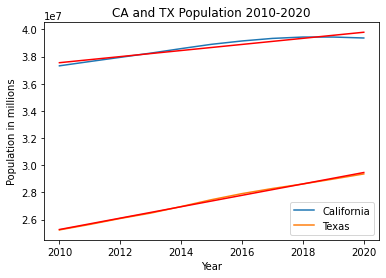 CA and TX Population 2010-2020
1e7
4.0
3.8
3.6
3.4
3.2
3.0
2.8
2.6
Population in millions
2010
2012
2014
2016
2018
2020
Year
California
Texas